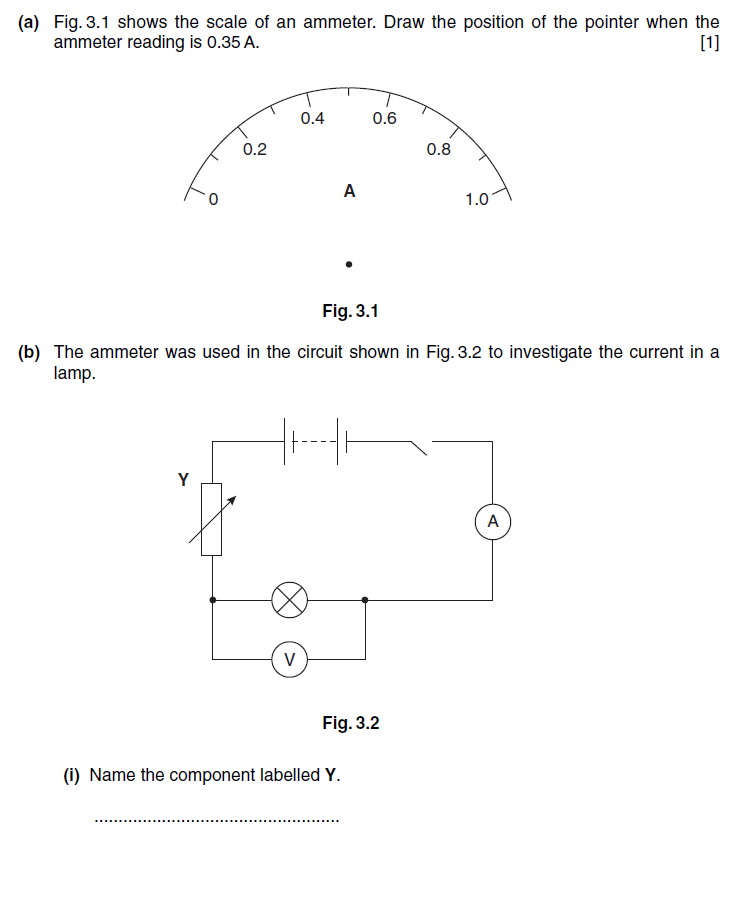 (a) Fig. 3.1 shows the scale of an ammeter. Draw the position of the pointer when the
ammeter reading is 0.35 A. [1]
0.4 0.6
0.2 0.8
0 A 1.0
Fig. 3.1
(b) The ammeter was used in the circuit shown in Fig. 3.2 to investigate the current in a
lamp.
Y
A
V
Fig. 3.2
(i) Name the component labelled Y.
....................................................